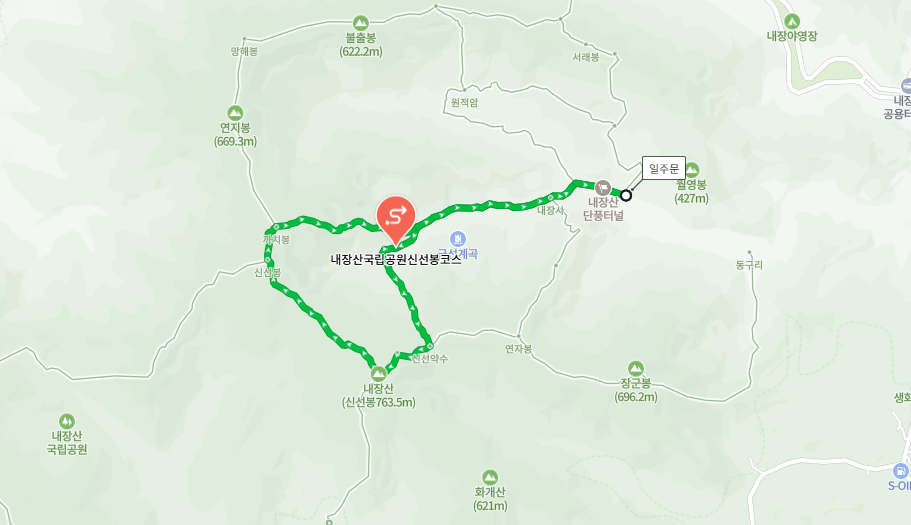 불출봉
(622.2m)
망해봉
서래봉
내장야영장
원적암
내장
공용터
연지봉
(669.3m)
일주문
월영봉
(427m)
내장산
단풍터널
내장사
까치봉
금선계곡
내장산국립공원신선봉코스
신선봉
동구리
연자봉
신선약수
내장산
(신선봉763.5m)
장군봉
(696.2m)
생화
내장산
국립공원
화개산
(621m)
S-OI